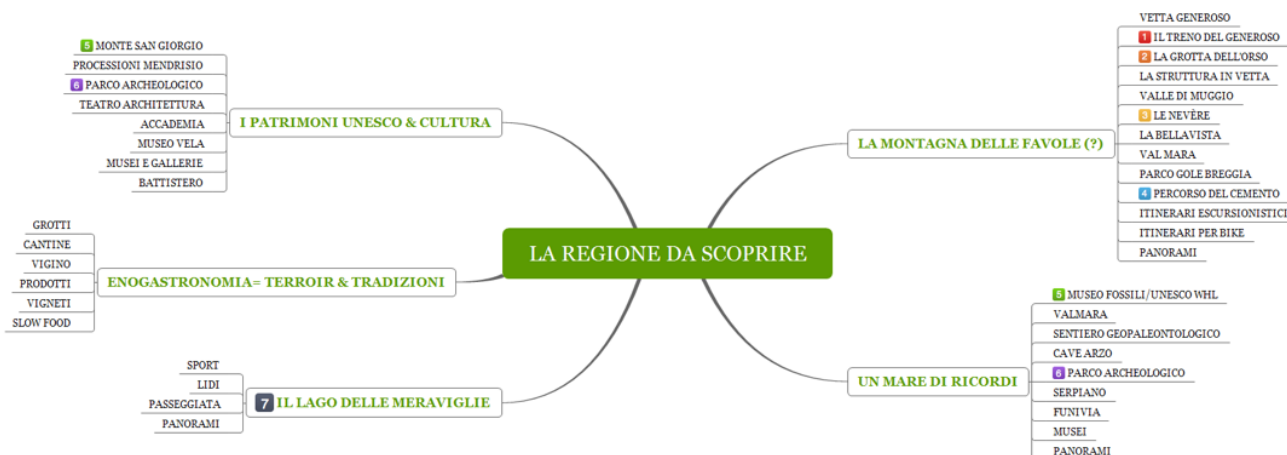 LA REGIONE DA SCOPRIRE
I PATRIMONI UNESCO & CULTURA
5 MONTE SAN GIORGIO
PROCESSIONI MENDRISIO
6 PARCO ARCHEOLOGICO
TEATRO ARCHITETTURA
ACCADEMIA
MUSEO VELA
MUSEI E GALLERIE
BATTISTERO
ENOGASTRONOMIA= TERROIR & TRADIZIONI
GROTTI
CANTINE
VIGINO
PRODOTTI
VIGNETI
SLOW FOOD
7 IL LAGO DELLE MERAVIGLIE
SPORT
LIDI
PASSEGGIATA
PANORAMI
LA MONTAGNA DELLE FAVOLE (?)
VETTA GENEROSO
1 IL TRENO DEL GENEROSO
2 LA GROTTA DELL'ORSO
LA STRUTTURA IN VETTA
VALLE DI MUGGIO
3 LE NEVÈRE
LA BELLAVISTA
VAL MARA
PARCO GOLE BREGGIA
4 PERCORSO DEL CEMENTO
ITINERARI ESCURSIONISTICI
ITINERARI PER BIKE
PANORAMI
UN MARE DI RICORDI
5 MUSEO FOSSILI/UNESCO WHL
VALMARA
SENTIERO GEOPALEONTOLOGICO
CAVE ARZO
6 PARCO ARCHEOLOGICO
SERPIANO
FUNIVIA
MUSEI
PANORAMI